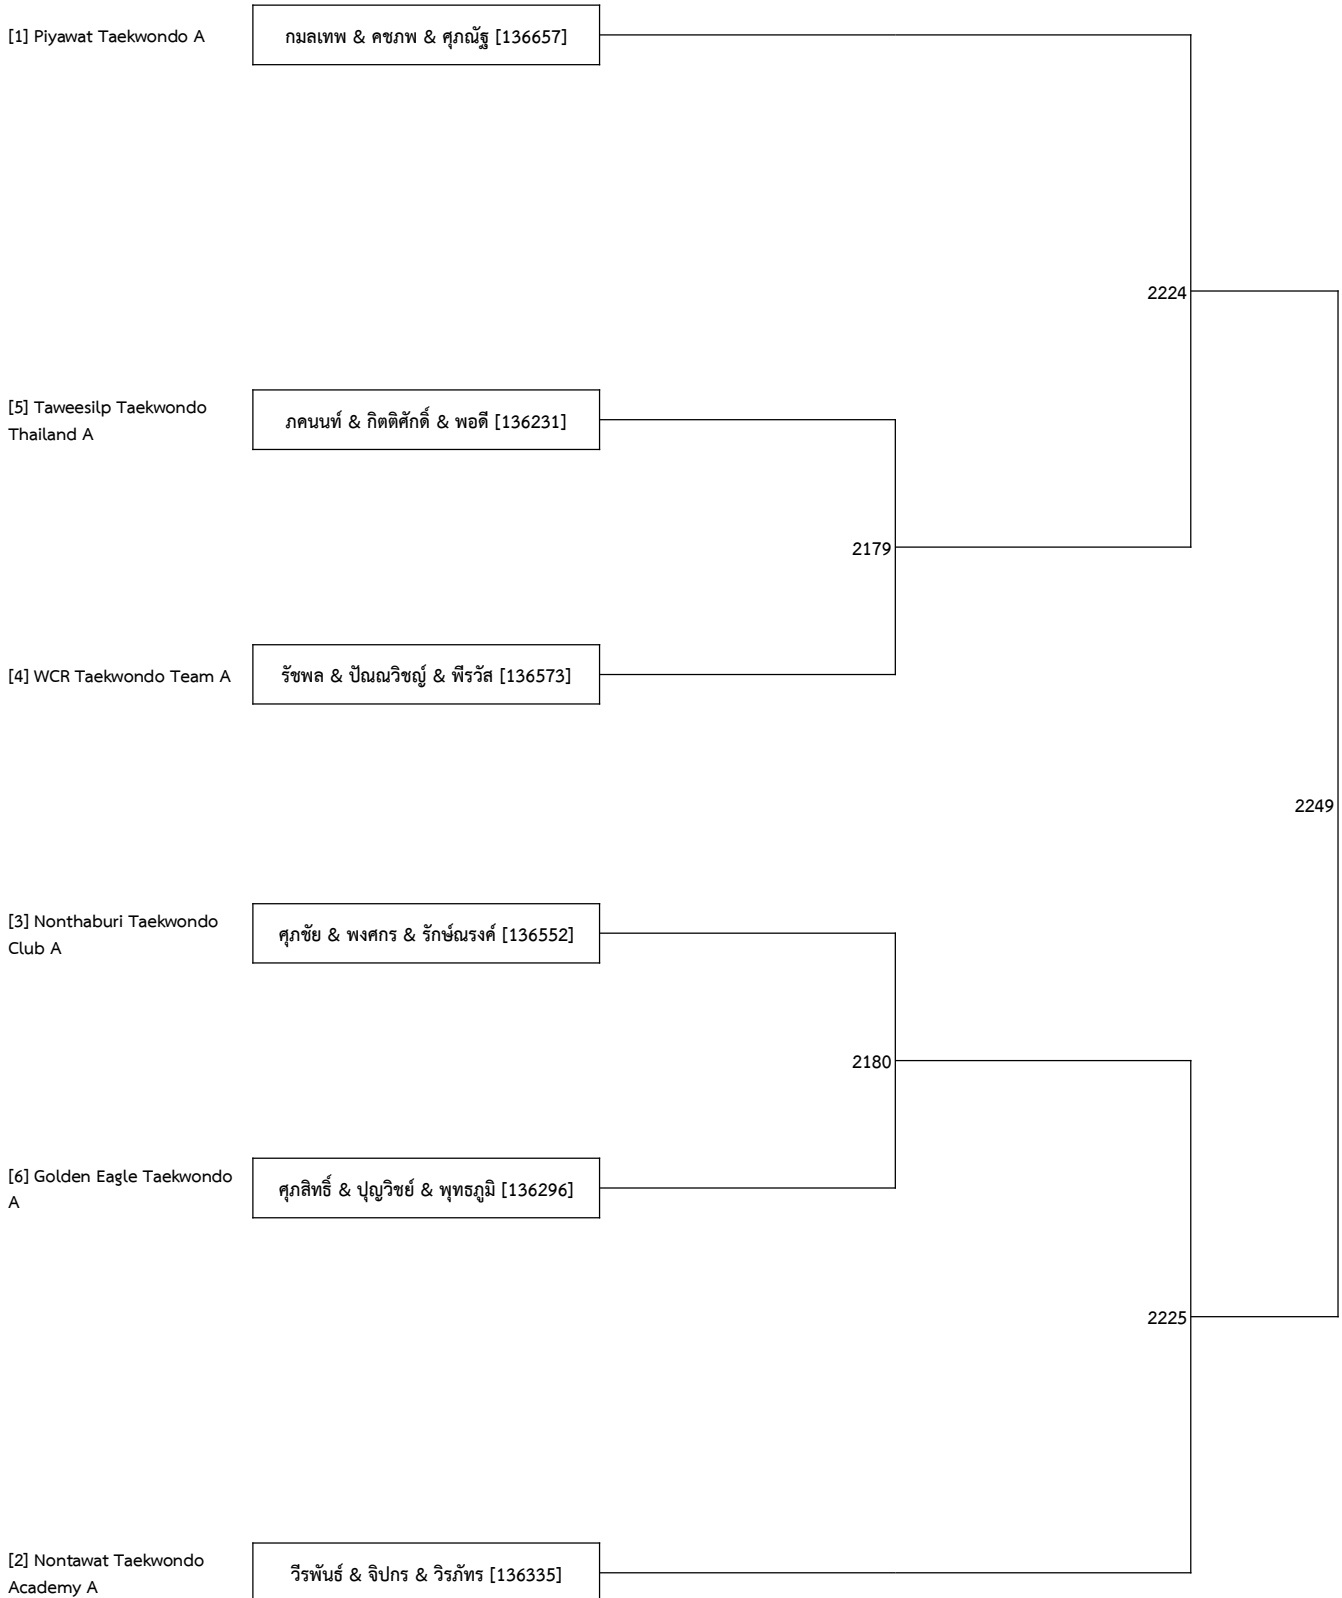 [1] Piyawat Taekwondo A
กมลเทพ & คชภพ & ศุภณัฐ [136657]
2224
[5] Taweesilp Taekwondo
Thailand A
ภคนนท์ & กิตติศักดิ์ & พอดี [136231]
2179
[4] WCR Taekwondo Team A
รัชพล & ปัณณวิชญ์ & พีรวัส [136573]
2249
[3] Nonthaburi Taekwondo
Club A
ศุภชัย & พงศกร & รักษ์ณรงค์ [136552]
2180
[6] Golden Eagle Taekwondo
A
ศุภสิทธิ์ & ปุญวิชย์ & พุทธภูมิ [136296]
2225
[2] Nontawat Taekwondo
Academy A
วีรพันธ์ & จิปกร & วิรภัทร [136335]